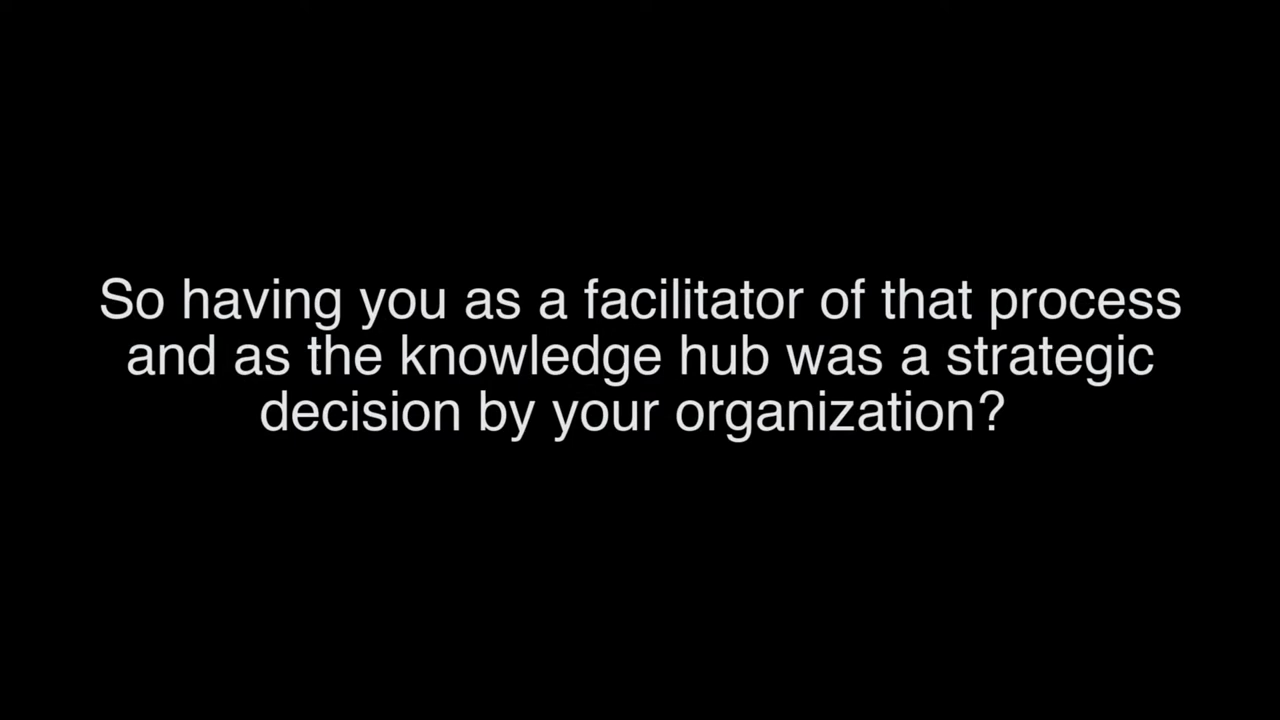 So having you as a facilitator of that process
and as the knowledge hub was a strategic
decision by your organization?